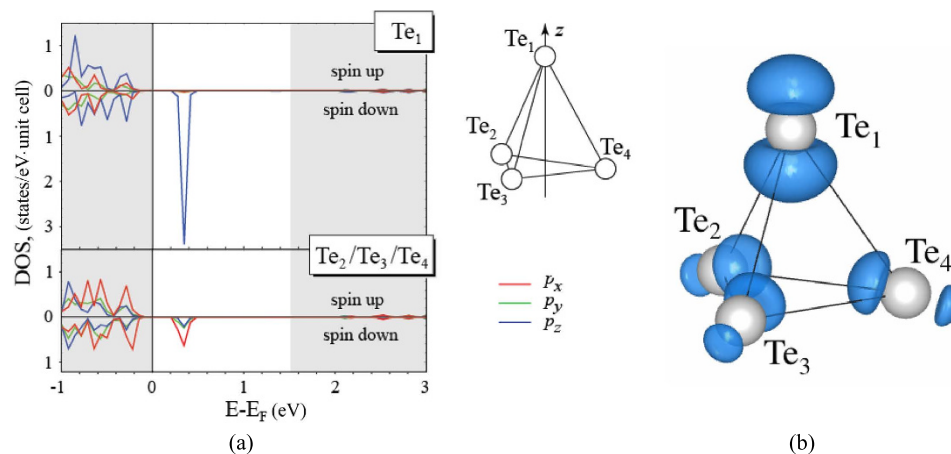 Te1
1
0
1
2
3
spin up
spin down
Te2/Te3/Te4
1
0
1
spin up
spin down
DOS, (states/eV·unit cell)
-1 0 1 2 3
E-EF (eV)
(a)
z
Te1
Te2
Te3
Te4
px
py
pz
Te1
Te2
Te4
Te3
(b)